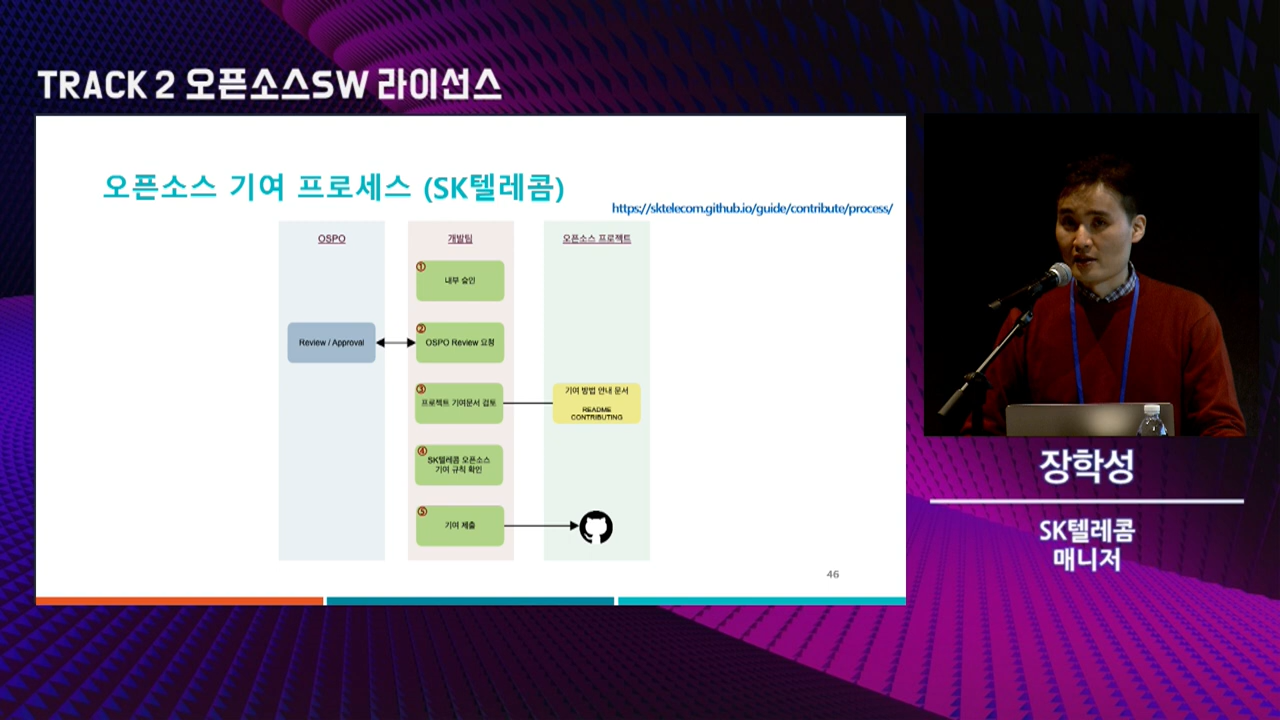 TRACK 2 오픈소스SW 라이선스
오픈소스 기여 프로세스 (SK텔레콤)
https://sktelecom.github.io/guide/contribute/process/
OSPO
개발팀
오픈소스 프로젝트
①
내부 승인
Review / Approval
②
OSPO Review 요청
③
프로젝트 기여문서 검토
기여 방법 안내 문서
README
CONTRIBUTING
④
SK텔레콤 오픈소스
기여 규칙 확인
⑤
기여 제출
46
장학성
SK텔레콤
매니저